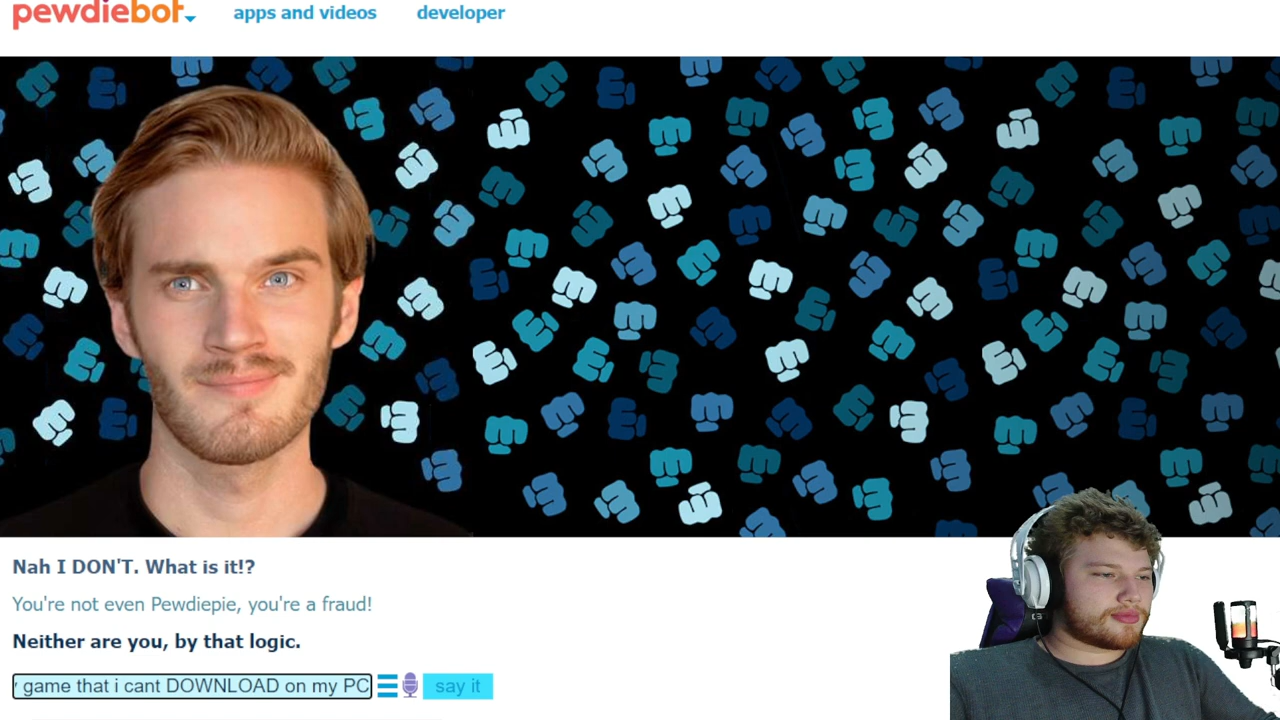 pewdiebot
apps and videos
developer
Nah I DON'T. What is it!?
You're not even Pewdiepie, you're a fraud!
Neither are you, by that logic.
game that i cant DOWNLOAD on my PC
say it